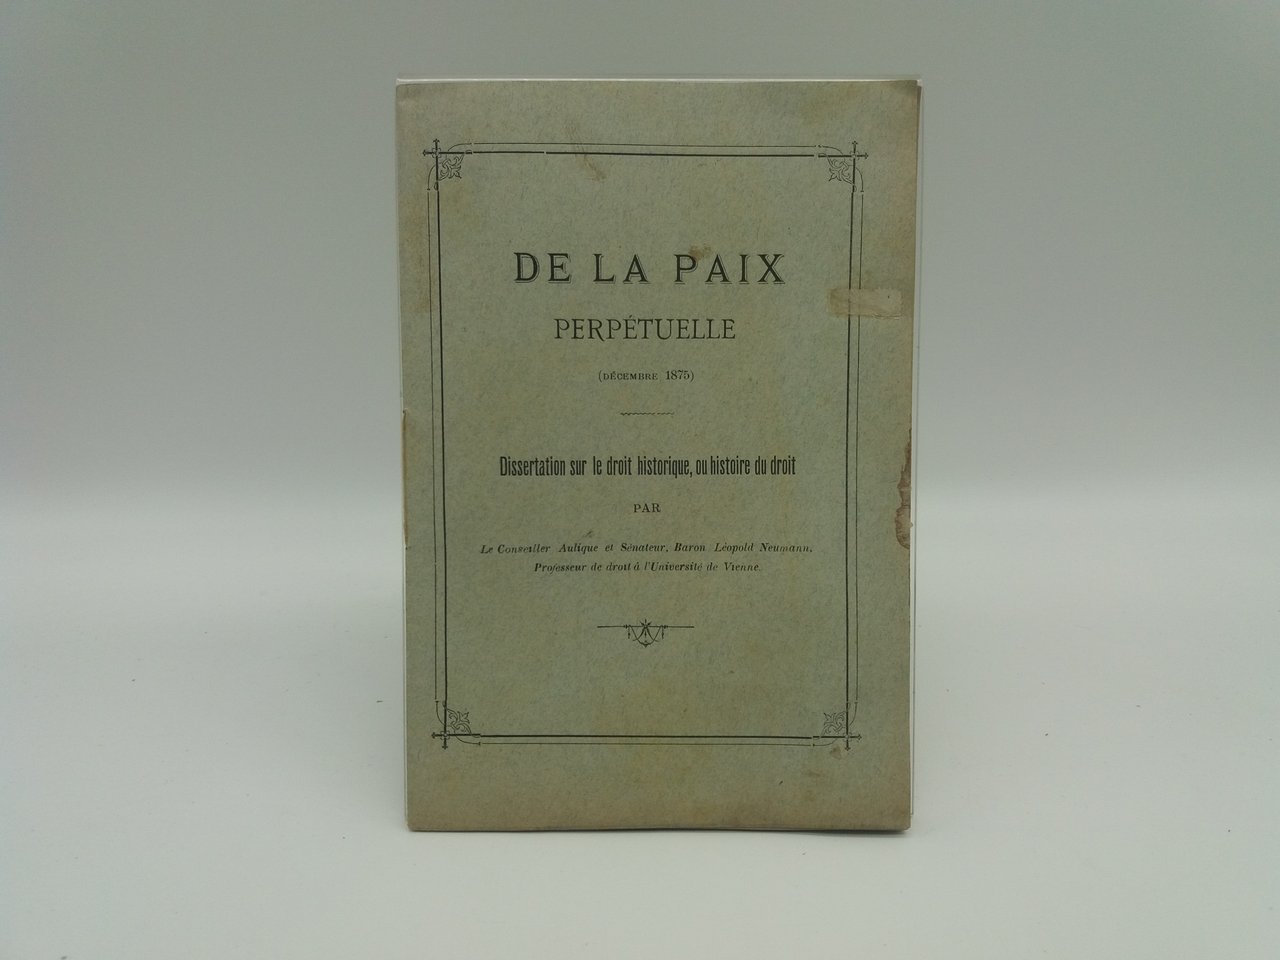 DE LA PAIX
PERPÉTUELLE
(DÉCEMBRE 1875)
Dissertation sur le droit historique, ou histoire du droit
PAR
Le Conseiller Aulique et Sénateur, Baron Léopold Neumann,
Professeur de droit à l'Université de Vienne.